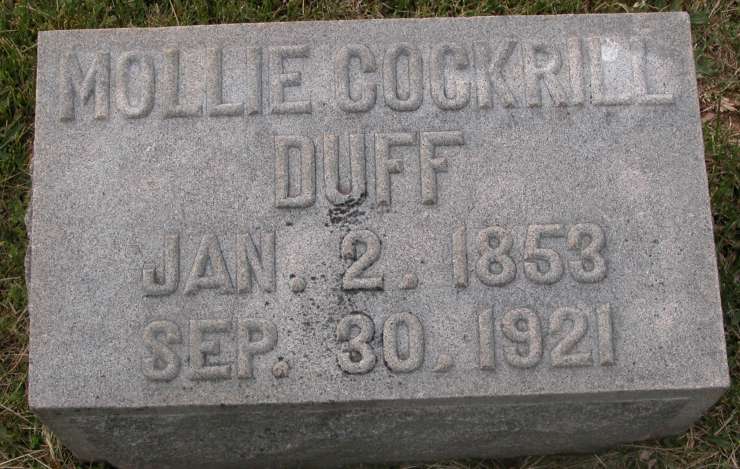 MOLLIE COCKRILL
DUFF
JAN. 2. 1853
SEP. 30, 1921